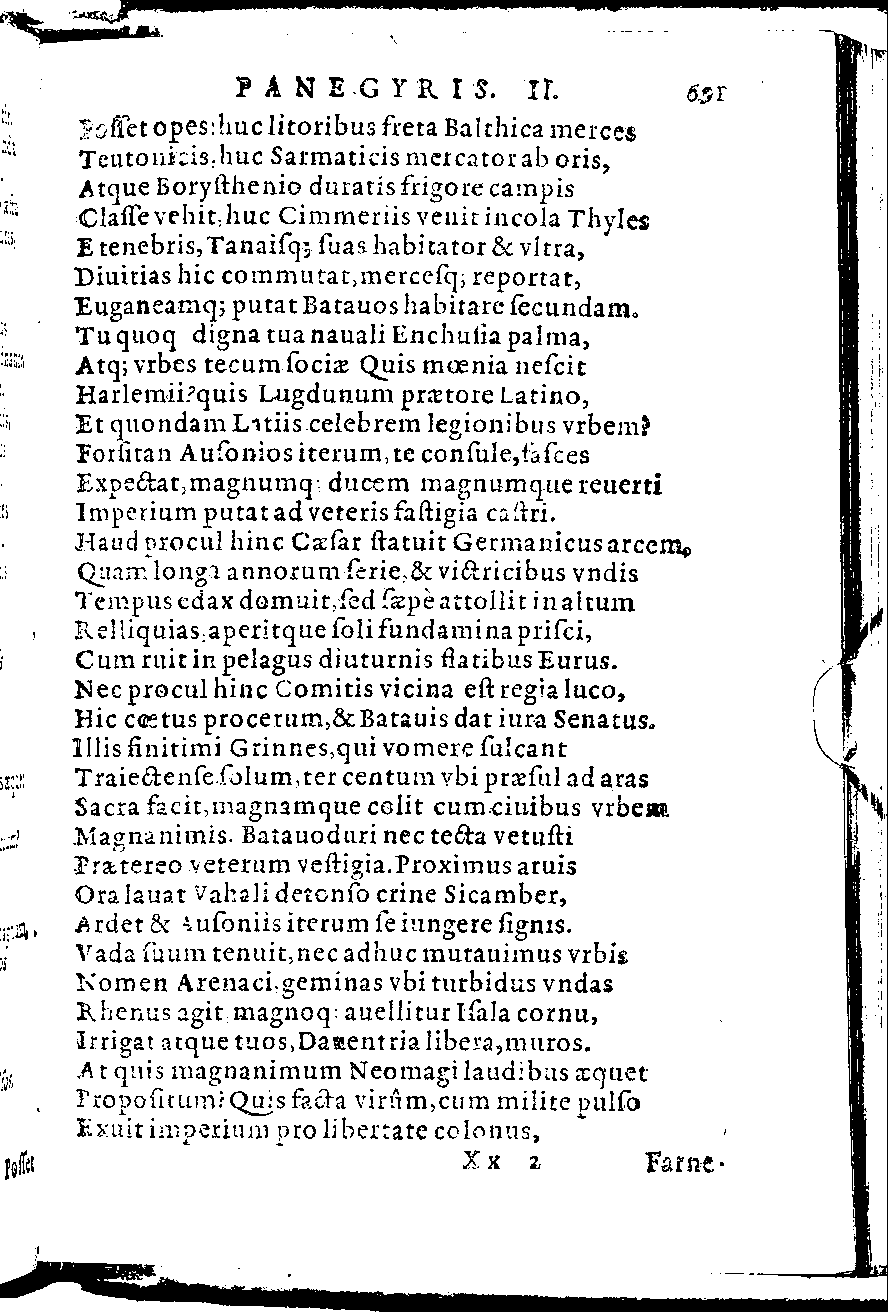 PANEGYRIS. II. 691
Poſſet opes: huc litoribus freta Balthica merces
Teutonicis, huc Sarmaticis mercator ab oris,
Atque Boryſthenio duratis frigore campis
Claſſe vehit, huc Cimmeriis venit incola Thyles
E tenebris, Tanaiſq; ſuas habitator & vltra,
Diuitias hic commutat, merceſq; reportat,
Euganeamq; putat Batauos habitare ſecundam.
Tu quoq digna tua nauali Enchuſia palma,
Atq; vrbes tecum ſociæ Quis mœnia neſcit
Harlemii? quis Lugdunum prætore Latino,
Et quondam Latiis celebrem legionibus vrbem?
Forſitan Auſonios iterum, te conſule, faſces
Expectat, magnumq: ducem magnumque reuerti
Imperium putat ad veteris faſtigia caſtri.
Haud procul hinc Cæſar ſtatuit Germanicus arcem,
Quam longa annorum ſerie, & victricibus vndis
Tempus edax domuit, ſed ſæpè attollit in altum
Relliquias, aperitque ſoli fundamina priſci,
Cum ruit in pelagus diuturnis flatibus Eurus.
Nec procul hinc Comitis vicina eſt regia luco,
Hic cœtus procerum, & Batauis dat iura Senatus.
Illis finitimi Grinnes, qui vomere ſulcant
Traiectenſe ſolum, ter centum vbi præſul ad aras
Sacra facit, magnamque colit cum ciuibus vrbem
Magnanimis. Batauoduri nec tecta vetuſti
Prætereo veterum veſtigia. Proximus aruis
Ora lauat Vahali detonſo crine Sicamber,
Ardet & Auſoniis iterum ſe iungere ſignis.
Vada ſuum tenuit, nec adhuc mutauimus vrbis
Nomen Arenaci, geminas vbi turbidus vndas
Rhenus agit magnoq: auellitur Iſala cornu,
Irrigat atque tuos, Dauentria libera, muros.
At quis magnanimum Neomagi laudibus æquet
Propoſitum? Quis facta virûm, cum milite pulſo
Exuit imperium pro libertate colonus,
Xx 2 Farne-
Poſſet